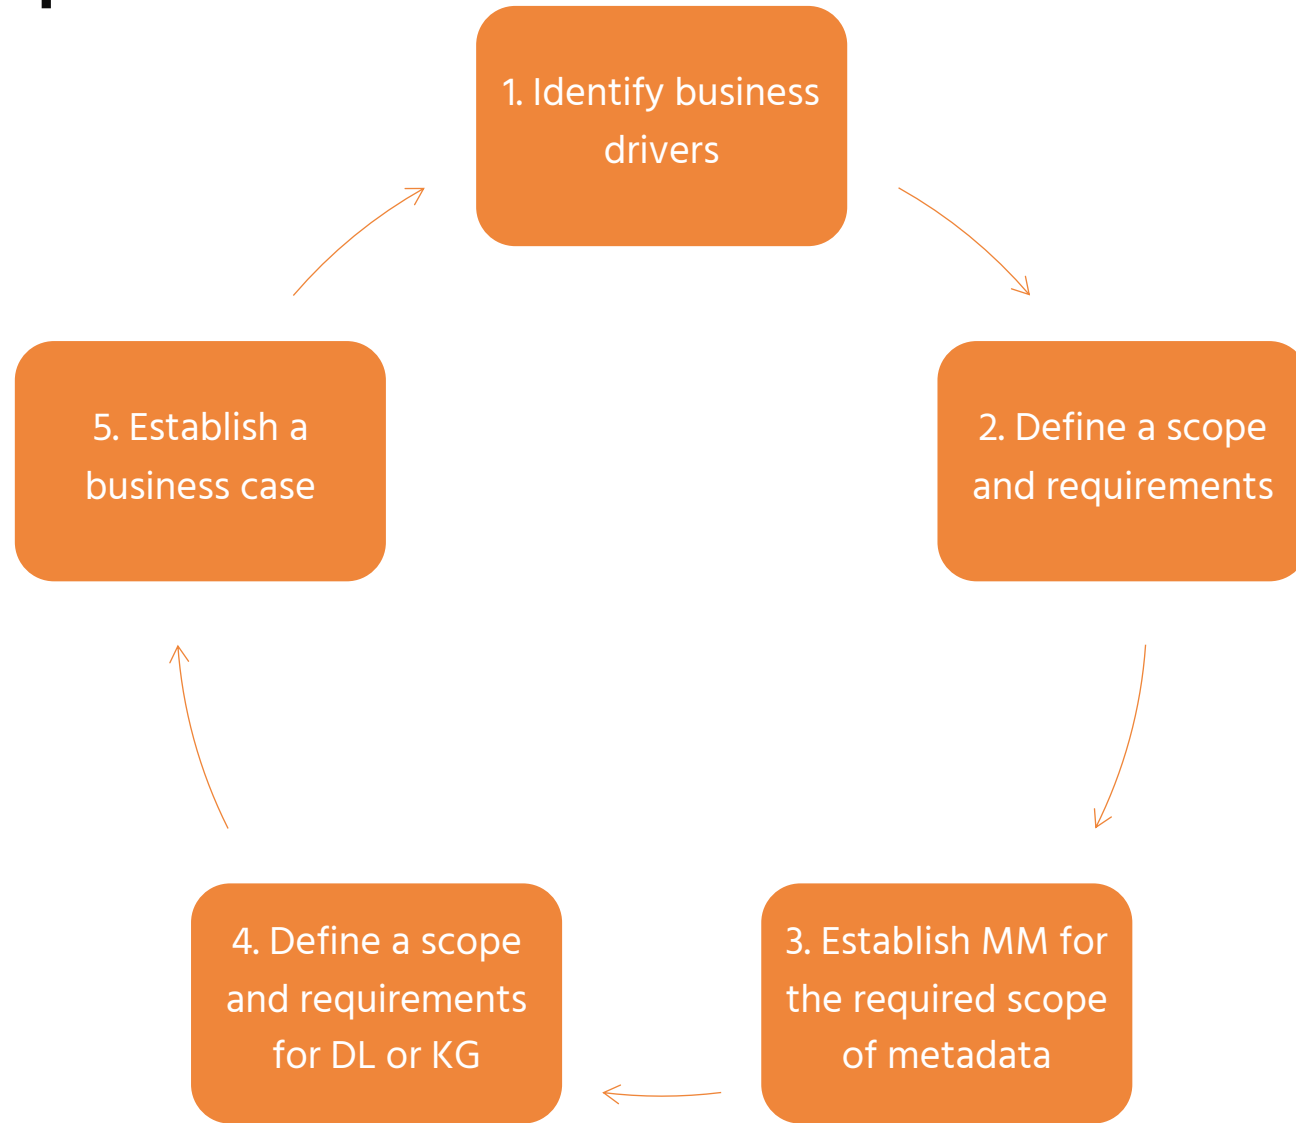 1. Identify business
drivers
2. Define a scope
and requirements
3. Establish MM for
the required scope
of metadata
4. Define a scope
and requirements
for DL or KG
5. Establish a
business case